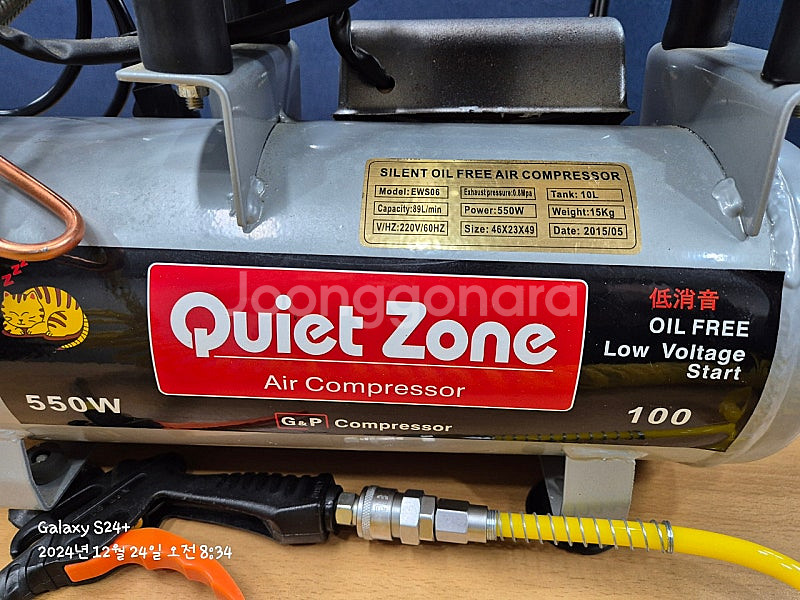 SILENT OIL FREE AIR COMPRESSOR
Model: EWS06 Exhaust pressure: 0.8Mpa Tank: 10L
Capacity: 89L/min Power: 550W Weight: 15Kg
V/HZ: 220V/60HZ Size: 46X23X49 Date: 2015/05
zzz
Joonggonara
Quiet Zone
Air Compressor
低消音
OIL FREE
Low Voltage
Start
550W
100
G&P Compressor
Galaxy S24+
2024년 12월 24일 오전 8:34